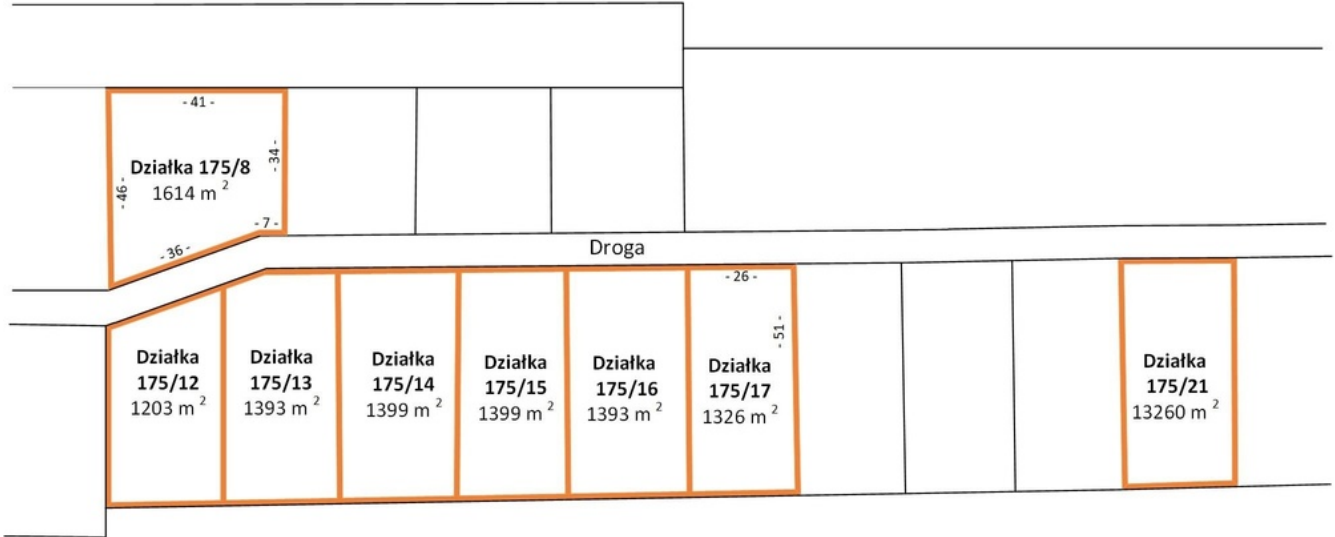 - 41 -
- 34 -
Działka 175/8
1614 m ²
- 46 -
- 7 -
- 36 -
Droga
- 26 -
- 51 -
Działka
175/12
1203 m ²
Działka
175/13
1393 m ²
Działka
175/14
1399 m ²
Działka
175/15
1399 m ²
Działka
175/16
1393 m ²
Działka
175/17
1326 m ²
Działka
175/21
13260 m ²